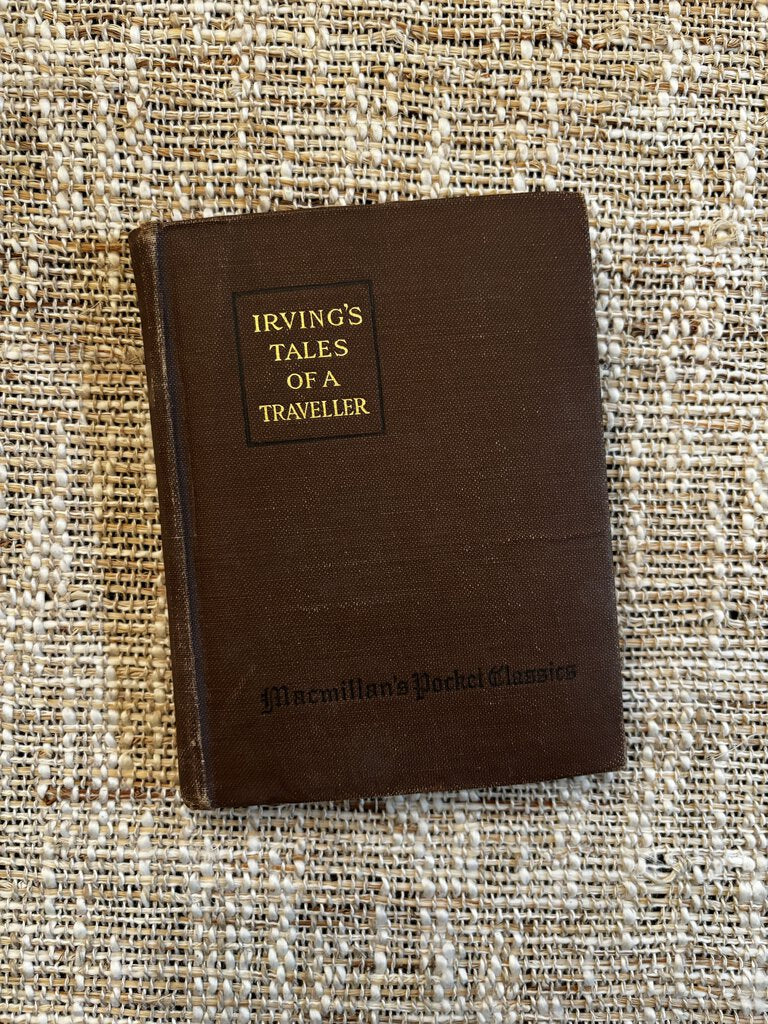 IRVING'S
TALES
OF A
TRAVELLER
Macmillan's Pocket Classics